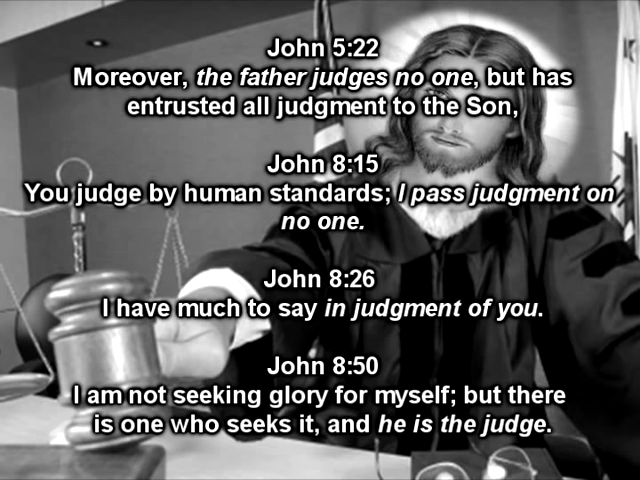 John 5:22
Moreover, the father judges no one, but has
entrusted all judgment to the Son,
John 8:15
You judge by human standards; I pass judgment on
no one.
John 8:26
I have much to say in judgment of you.
John 8:50
I am not seeking glory for myself; but there
is one who seeks it, and he is the judge.